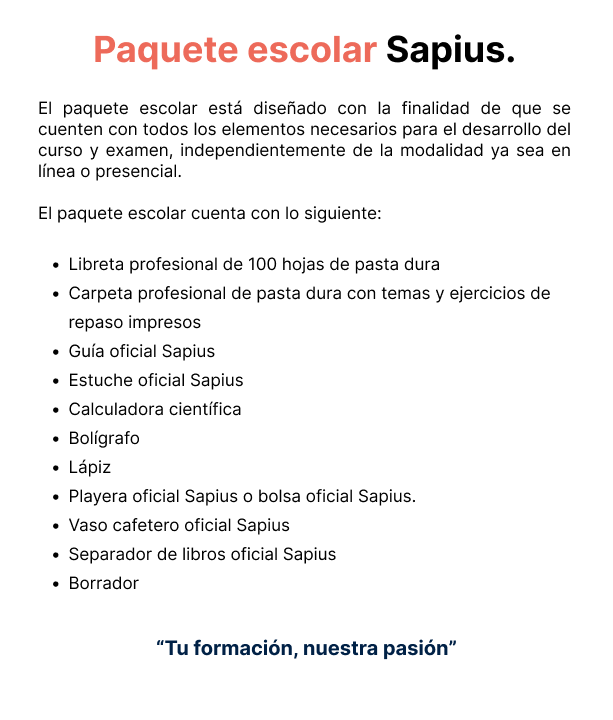 Paquete escolar Sapius.
El paquete escolar está diseñado con la finalidad de que se
cuenten con todos los elementos necesarios para el desarrollo del
curso y examen, independientemente de la modalidad ya sea en
línea o presencial.
El paquete escolar cuenta con lo siguiente:
• Libreta profesional de 100 hojas de pasta dura
• Carpeta profesional de pasta dura con temas y ejercicios de
repaso impresos
• Guía oficial Sapius
• Estuche oficial Sapius
• Calculadora científica
• Bolígrafo
• Lápiz
• Playera oficial Sapius o bolsa oficial Sapius.
• Vaso cafetero oficial Sapius
• Separador de libros oficial Sapius
• Borrador
“Tu formación, nuestra pasión”